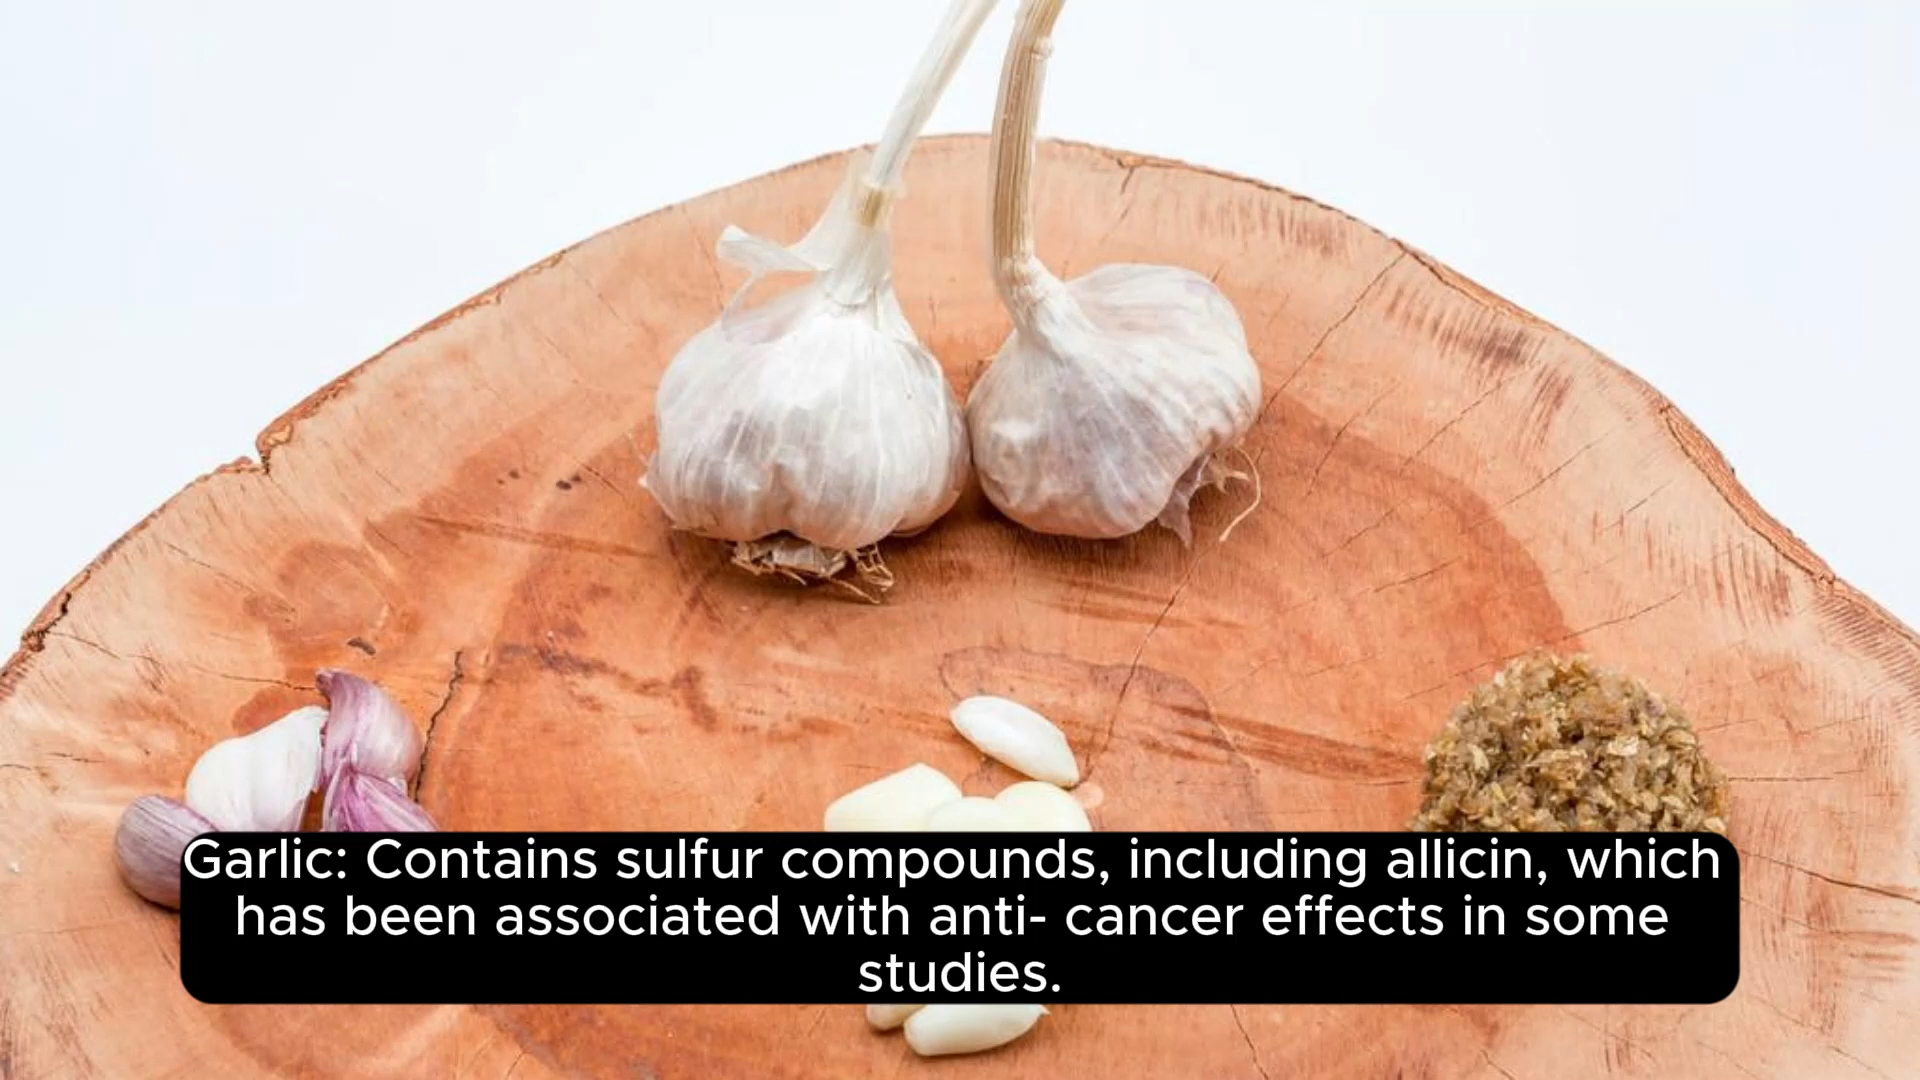 Garlic: Contains sulfur compounds, including allicin, which
has been associated with anti- cancer effects in some
studies.